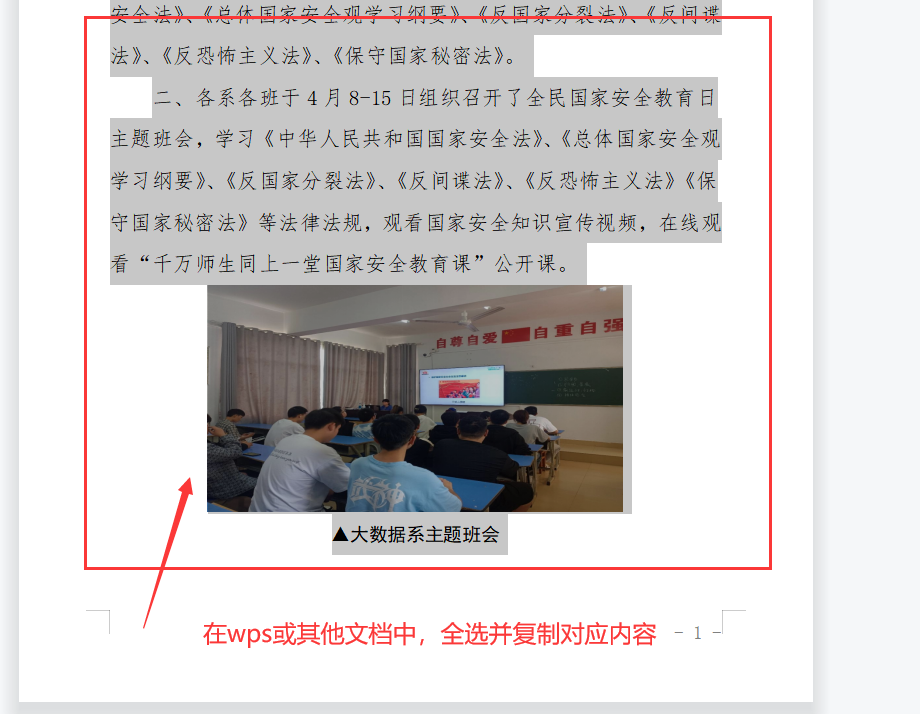 安全法》、《总体国家安全观学习纲要》、《反国家分裂法》、《反间谍
法》、《反恐怖主义法》、《保守国家秘密法》。
二、各系各班于 4 月 8-15 日组织召开了全民国家安全教育日
主题班会，学习《中华人民共和国国家安全法》、《总体国家安全观
学习纲要》、《反国家分裂法》、《反间谍法》、《反恐怖主义法》《保
守国家秘密法》等法律法规，观看国家安全知识宣传视频，在线观
看“千万师生同上一堂国家安全教育课”公开课。
自尊自爱 自重自强
▲大数据系主题班会
在wps或其他文档中，全选并复制对应内容
- 1 -